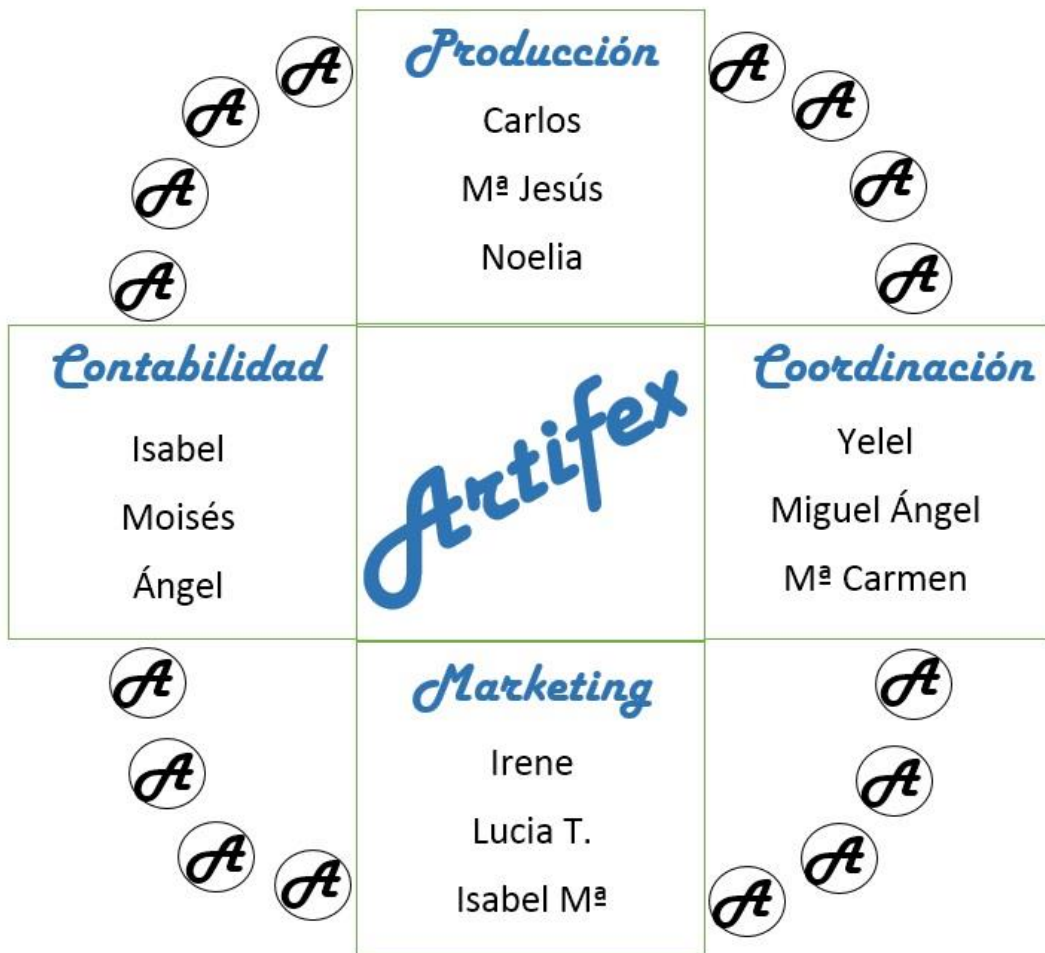 Producción
Carlos
Mª Jesús
Noelia
A
A
A
A
A
A
A
A
Contabilidad
Isabel
Moisés
Ángel
Artifex
Coordinación
Yelel
Miguel Ángel
Mª Carmen
Marketing
Irene
Lucia T.
Isabel Mª
A
A
A
A
A
A
A
A